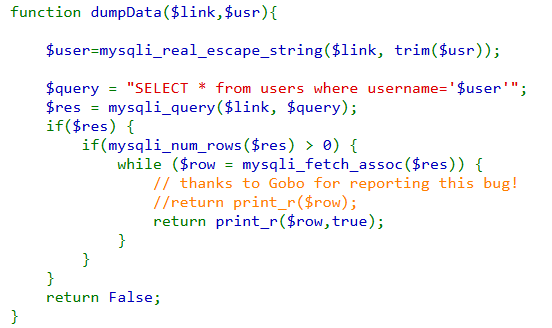 function dumpData($link,$usr){
$user=mysqli_real_escape_string($link, trim($usr));
$query = "SELECT * from users where username='$user'";
$res = mysqli_query($link, $query);
if($res) {
if(mysqli_num_rows($res) > 0) {
while ($row = mysqli_fetch_assoc($res)) {
// thanks to Gobo for reporting this bug!
//return print_r($row);
return print_r($row,true);
}
}
}
return False;
}